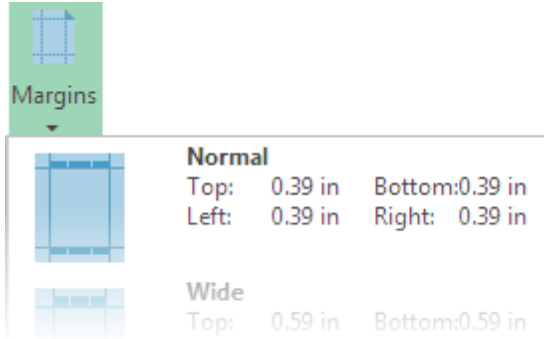 Margins
Normal
Top: 0.39 in Bottom:0.39 in
Left: 0.39 in Right: 0.39 in
Wide
Top: 0.59 in Bottom:0.59 in